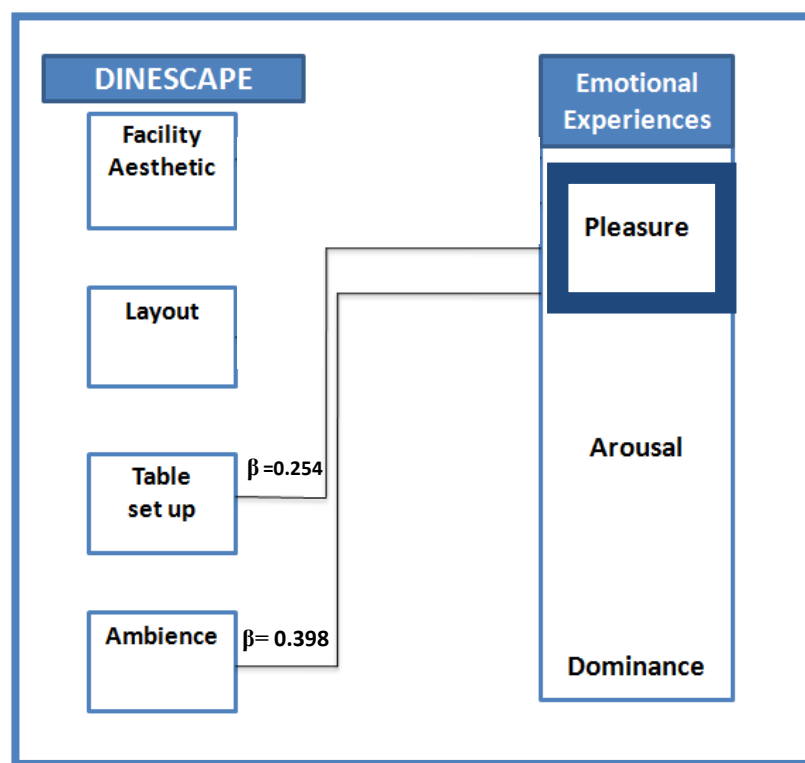 DINESCAPE
Facility
Aesthetic
Layout
Table
set up
β =0.254
Ambience
β= 0.398
Emotional
Experiences
Pleasure
Arousal
Dominance